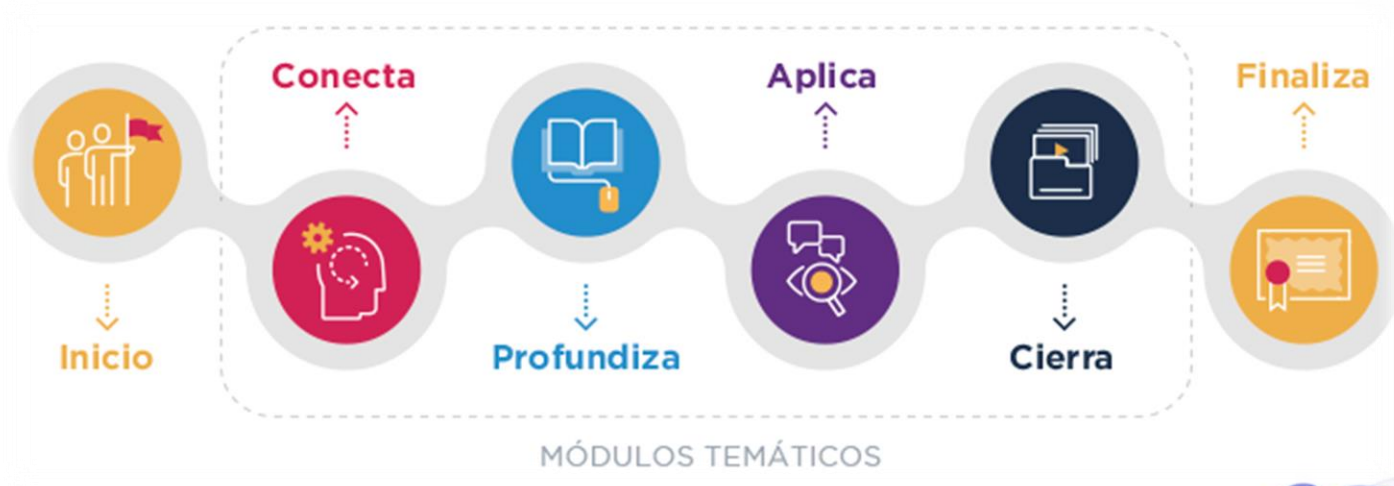 Conecta
Aplica
Finaliza
Inicio
Profundiza
Cierra
MÓDULOS TEMÁTICOS